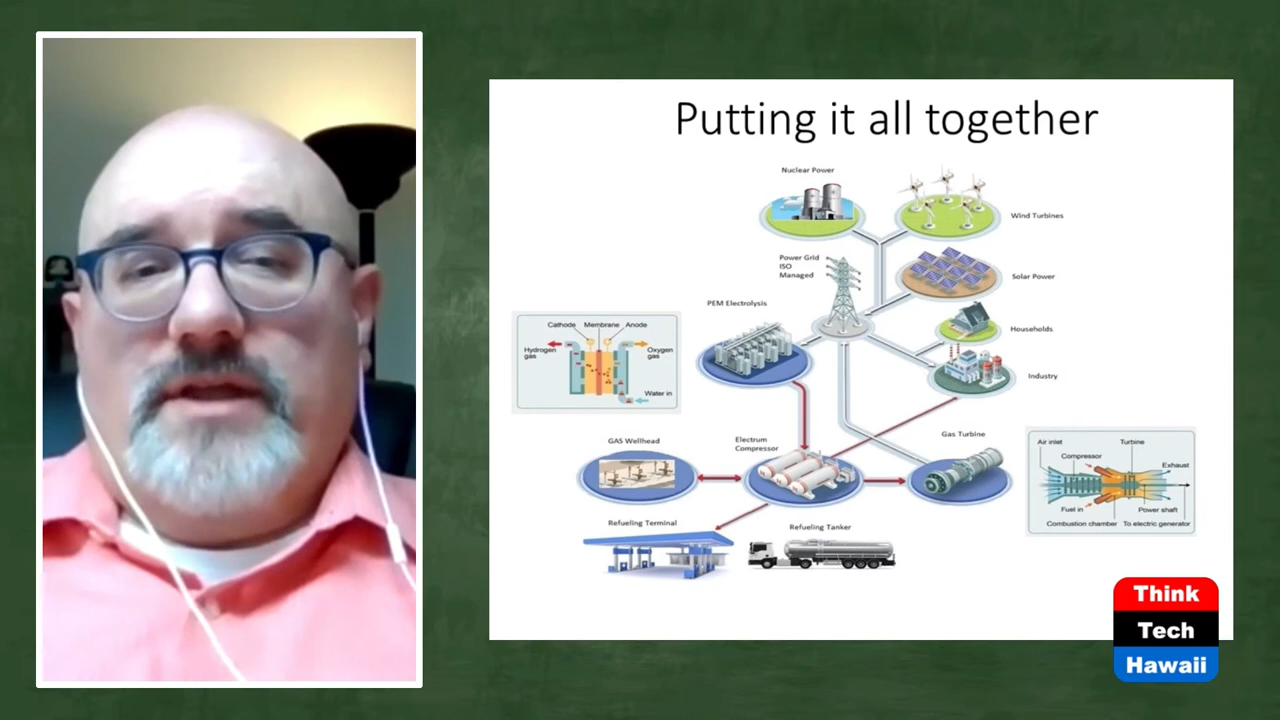 Putting it all together
Nuclear Power
Wind Turbines
Power Grid
ISO
Managed
Solar Power
PEM Electrolysis
Households
Cathode Membrane Anode
Hydrogen
gas
Oxygen
gas
Water in
Industry
GAS Wellhead
Electrum
Compressor
Gas Turbine
Air inlet
Turbine
Compressor
Exhaust
Fuel in
Power shaft
Combustion chamber
To electric generator
Refueling Terminal
Refueling Tanker
Think
Tech
Hawaii